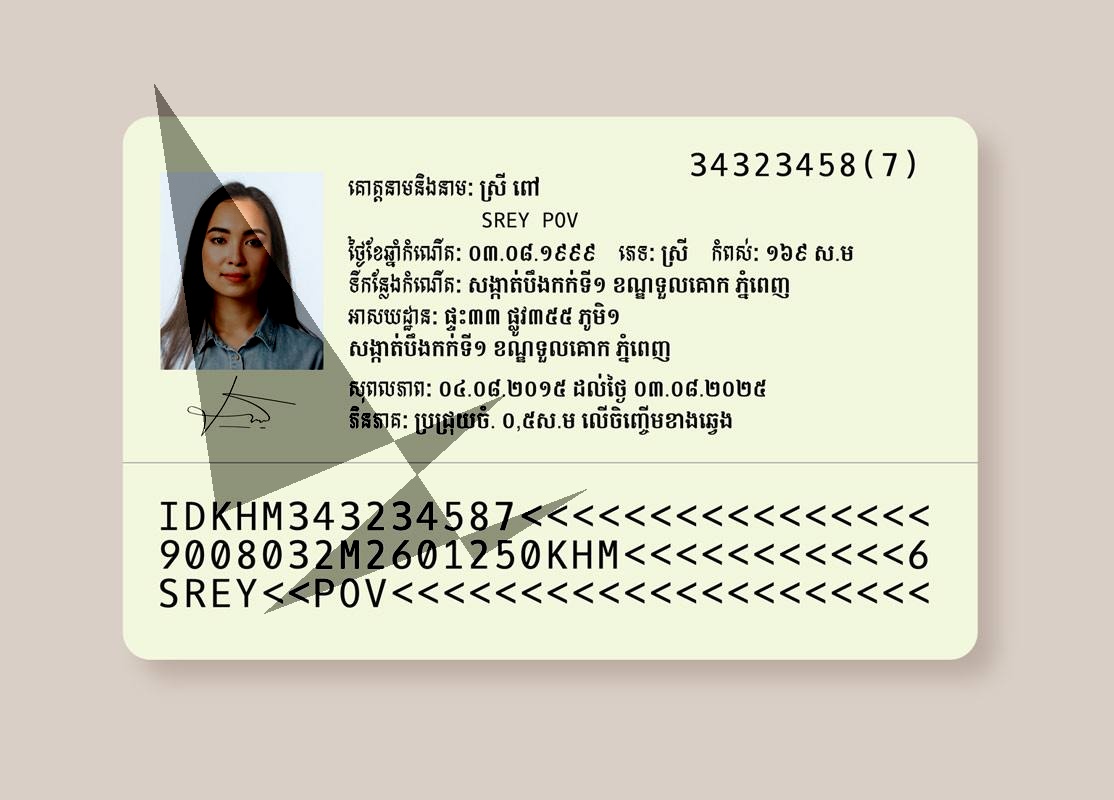 34323458(7)
គោត្តនាមនិងនាម: ស្រី ពៅ
SREY POV
ថ្ងៃខែឆ្នាំកំណើត: ០៣.០៨.១៩៩៩ ភេទ: ស្រី កំពស់: ១៦៩ ស.ម
ទីកន្លែងកំណើត: សង្កាត់បឹងកក់ទី១ ខណ្ឌទួលគោក ភ្នំពេញ
អាសយដ្ឋាន: ផ្ទះ៣៣ ផ្លូវ៣៥៥ ភូមិ១
សង្កាត់បឹងកក់ទី១ ខណ្ឌទួលគោក ភ្នំពេញ
សុពលភាព: ០៤.០៨.២០១៥ ដល់ថ្ងៃ ០៣.០៨.២០២៥
ភិនភាគ: ប្រជ្រុយចំ. ០,៥ស.ម លើចិញ្ចើមខាងឆ្វេង
IDKHM343234587<<<<<<<<<<<<<<<<
9008032M2601250KHM<<<<<<<<<<<6
SREY<<POV<<<<<<<<<<<<<<<<<<<<<